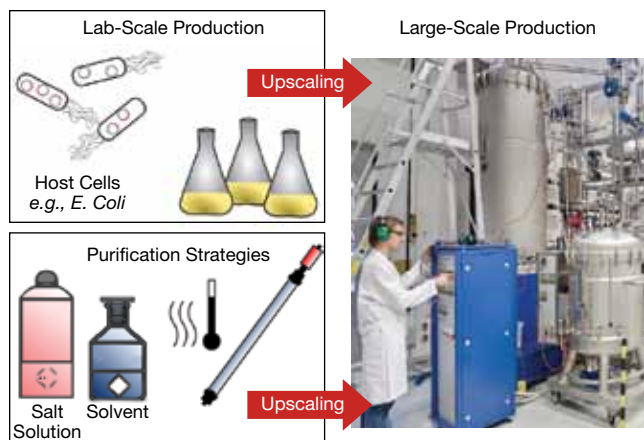 Lab-Scale Production
Large-Scale Production
Upscaling
Host Cells
e.g., E. Coli
Purification Strategies
Salt
Solution
Solvent
Upscaling